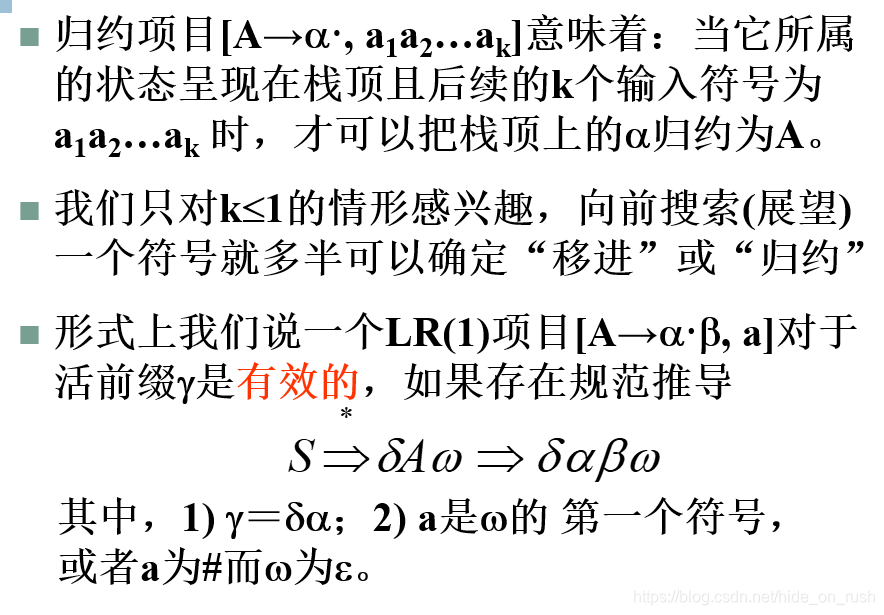 归约项目[A→α·, a₁a₂…aₖ]意味着：当它所属
的状态呈现在栈顶且后续的k个输入符号为
a₁a₂…aₖ 时，才可以把栈顶上的α归约为A。
我们只对k≤1的情形感兴趣，向前搜索(展望)
一个符号就多半可以确定“移进”或“归约”
形式上我们说一个LR(1)项目[A→α·β, a]对于
活前缀γ是有效的，如果存在规范推导
*
S⇒δAω ⇒ δαβω
其中，1) γ＝δα；2) a是ω的 第一个符号，
或者a为#而ω为ε。
https://blog.csdn.net/hide_on_rush